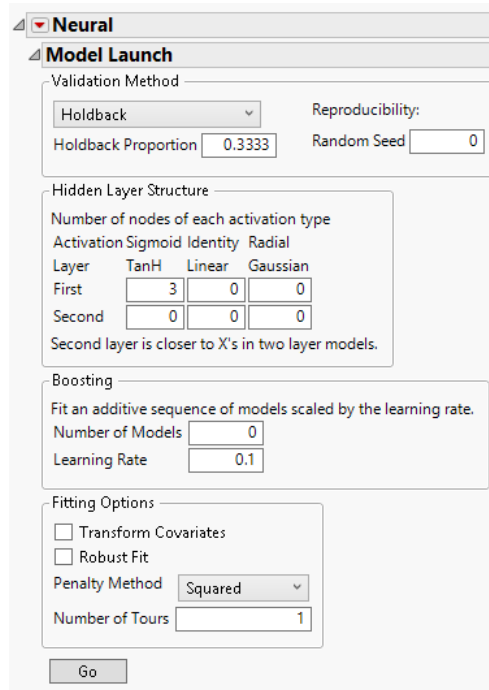 Neural
Model Launch
Validation Method
Holdback
Reproducibility:
Holdback Proportion 0.3333
Random Seed 0
Hidden Layer Structure
Number of nodes of each activation type
Activation Sigmoid Identity Radial
Layer TanH Linear Gaussian
First 3 0 0
Second 0 0 0
Second layer is closer to X's in two layer models.
Boosting
Fit an additive sequence of models scaled by the learning rate.
Number of Models 0
Learning Rate 0.1
Fitting Options
Transform Covariates
Robust Fit
Penalty Method Squared
Number of Tours 1
Go